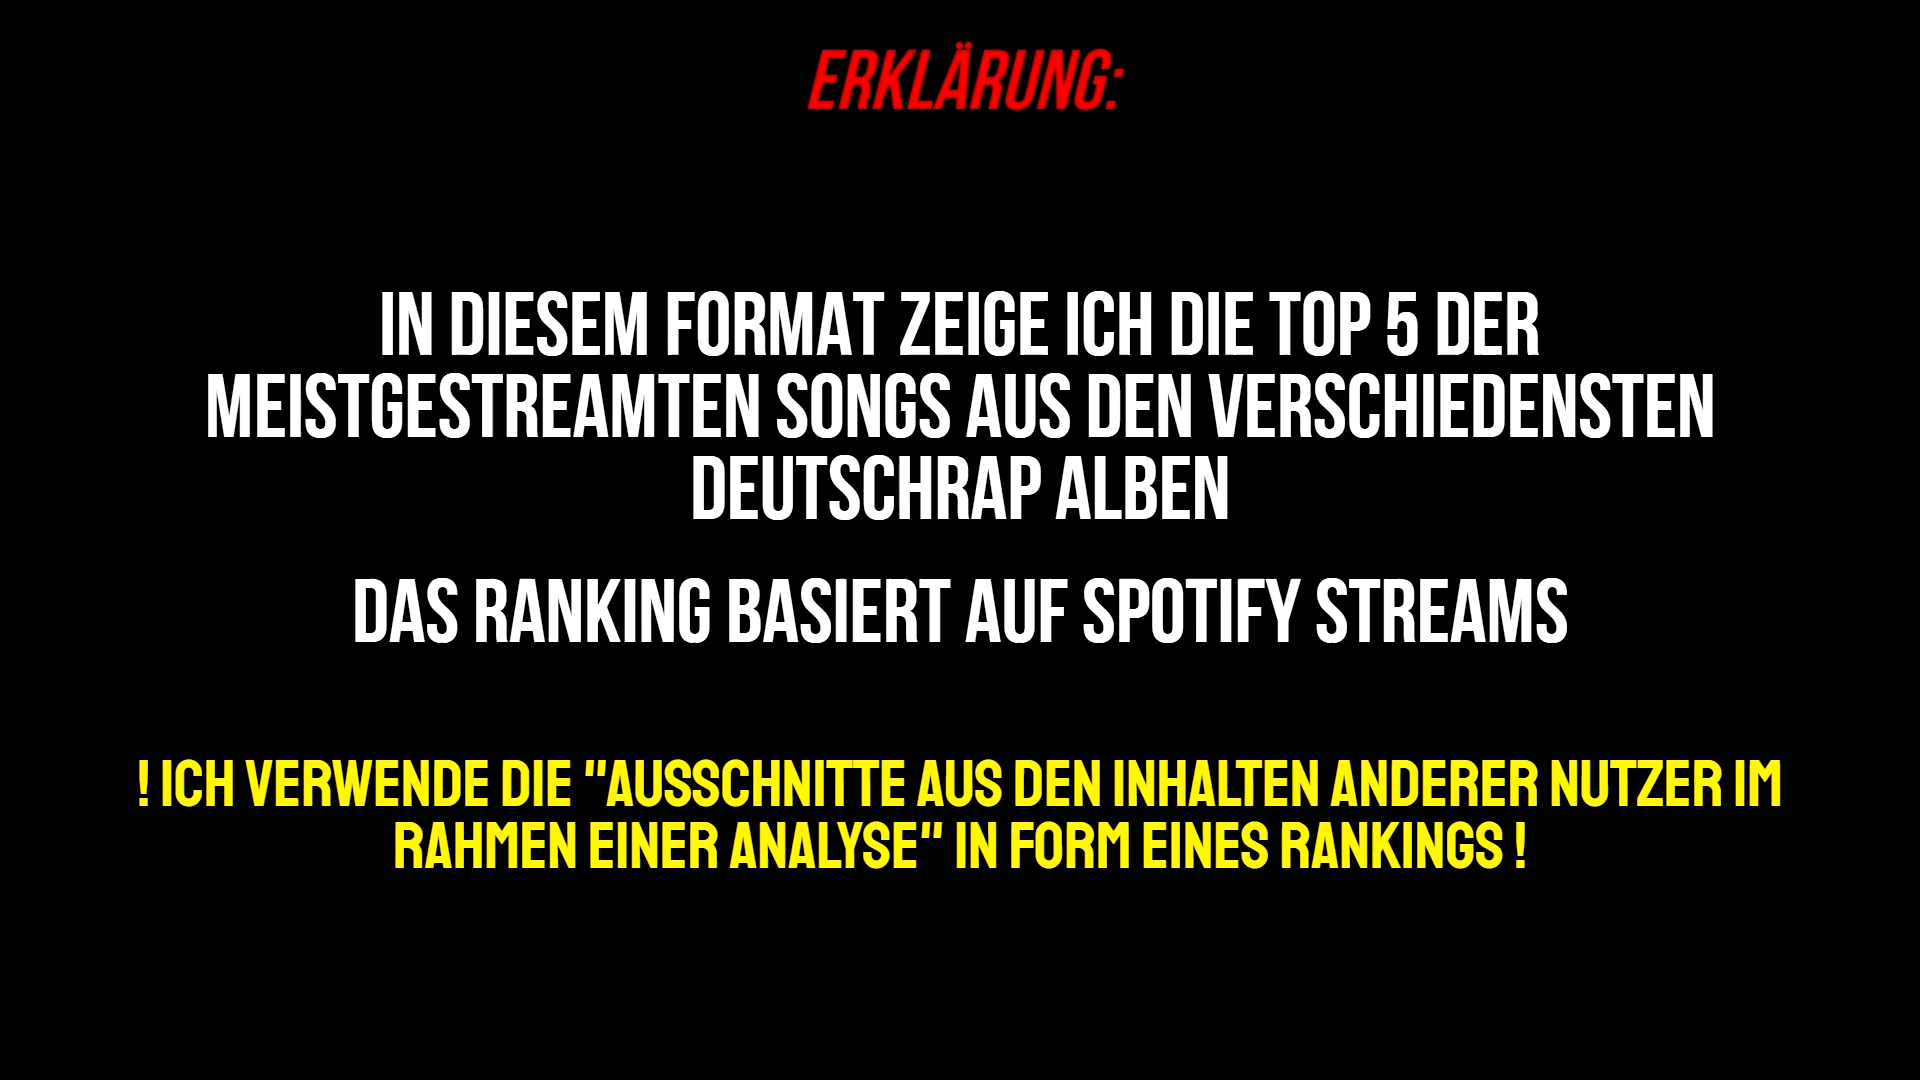 ERKLÄRUNG:
IN DIESEM FORMAT ZEIGE ICH DIE TOP 5 DER
MEISTGESTREAMTEN SONGS AUS DEN VERSCHIEDENSTEN
DEUTSCHRAP ALBEN
DAS RANKING BASIERT AUF SPOTIFY STREAMS
! ICH VERWENDE DIE "AUSSCHNITTE AUS DEN INHALTEN ANDERER NUTZER IM
RAHMEN EINER ANALYSE" IN FORM EINES RANKINGS !